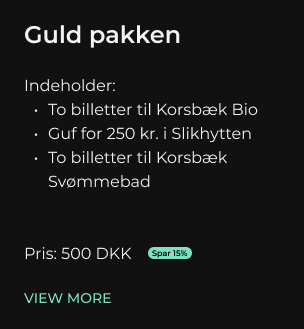 Guld pakken
Indeholder:
• To billetter til Korsbæk Bio
• Guf for 250 kr. i Slikhytten
• To billetter til Korsbæk
Svømmebad
Pris: 500 DKK Spar 15%
VIEW MORE